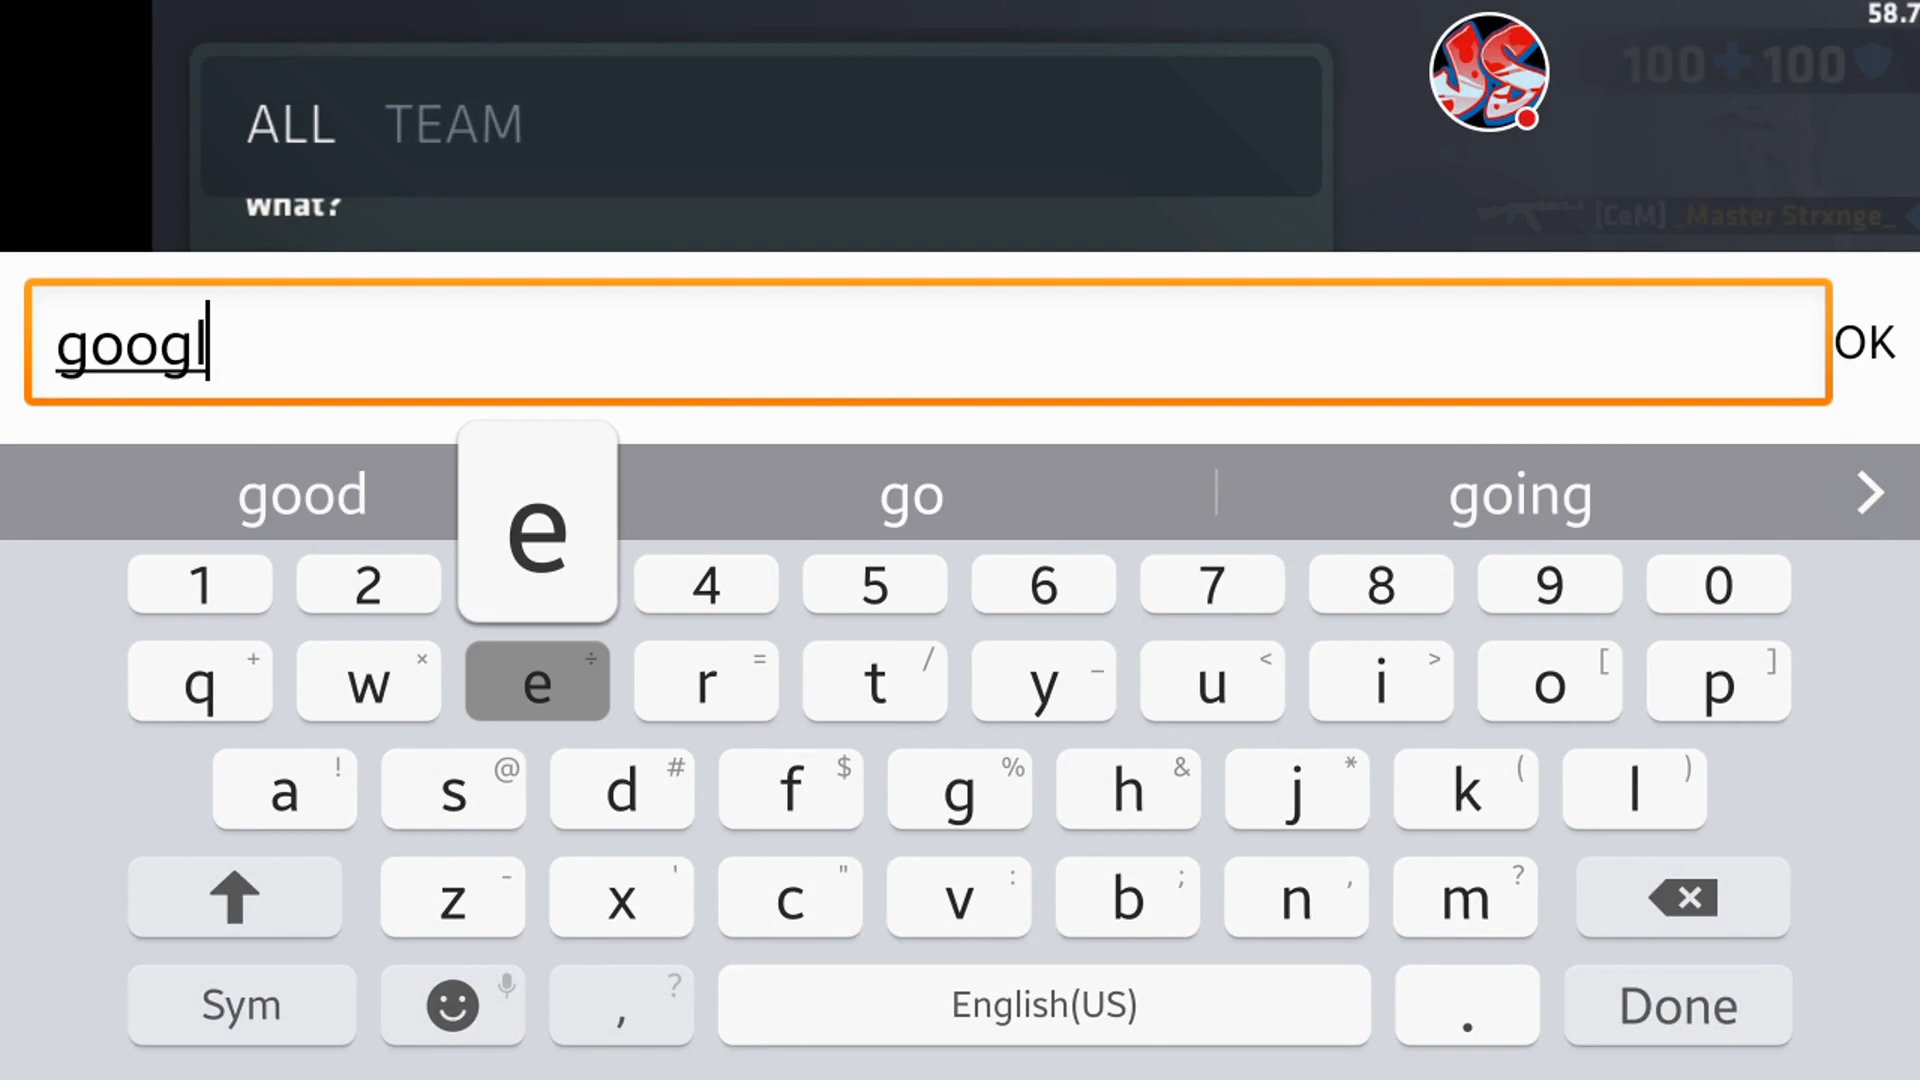 58.7
100 100
ALL TEAM
what?
[CeM] _Master Strxnge_
googl
OK
good go going
e
1 2 4 5 6 7 8 9 0
q + w × e ÷ r = t / y _ u < i > o [ p ]
a ! s @ d # f $ g % h & j * k ( l )
z - x ' c " v : b ; n , m ?
Sym , ? English(US) . Done